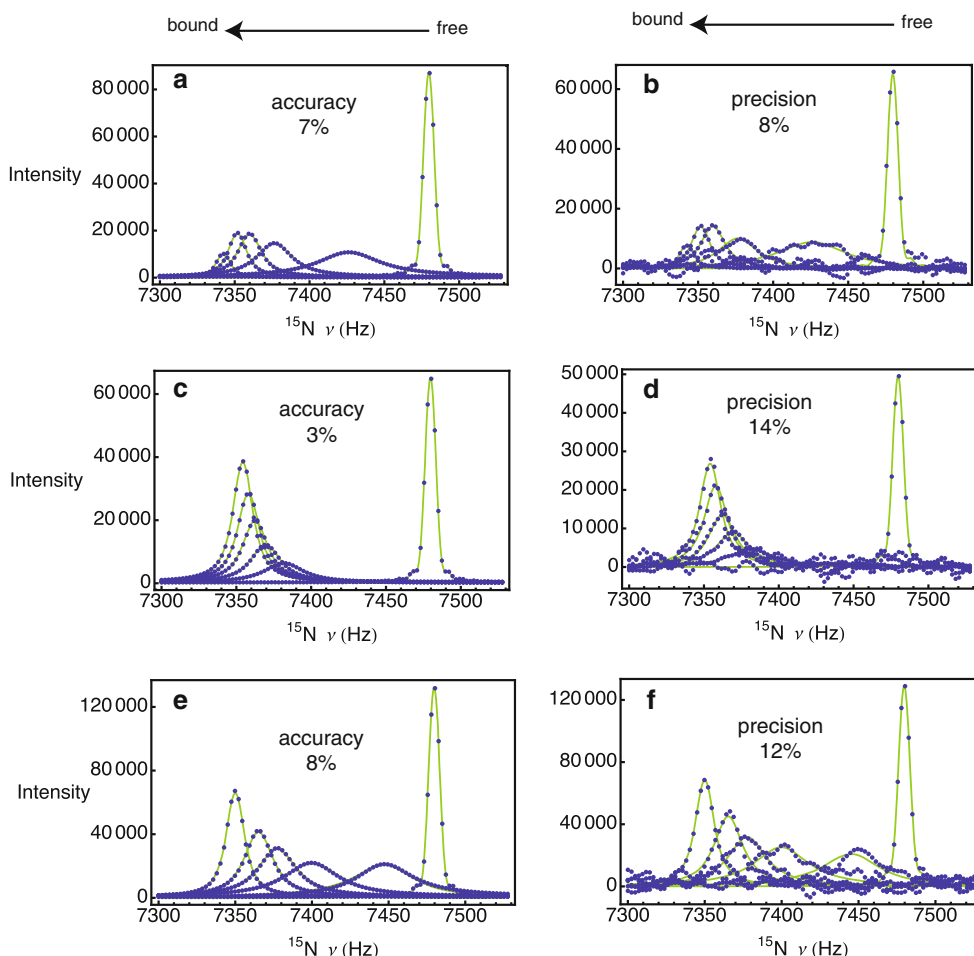 bound free
bound free
a
accuracy
7%
80 000
60 000
40 000
20 000
0
Intensity
7300 7350 7400 7450 7500
15N ν (Hz)
b
precision
8%
60 000
40 000
20 000
0
7300 7350 7400 7450 7500
15N ν (Hz)
c
accuracy
3%
60 000
40 000
20 000
0
Intensity
7300 7350 7400 7450 7500
15N ν (Hz)
d
precision
14%
50 000
40 000
30 000
20 000
10 000
0
7300 7350 7400 7450 7500
15N ν (Hz)
e
accuracy
8%
120 000
80 000
40 000
0
Intensity
7300 7350 7400 7450 7500
15N ν (Hz)
f
precision
12%
120 000
80 000
40 000
0
7300 7350 7400 7450 7500
15N ν (Hz)